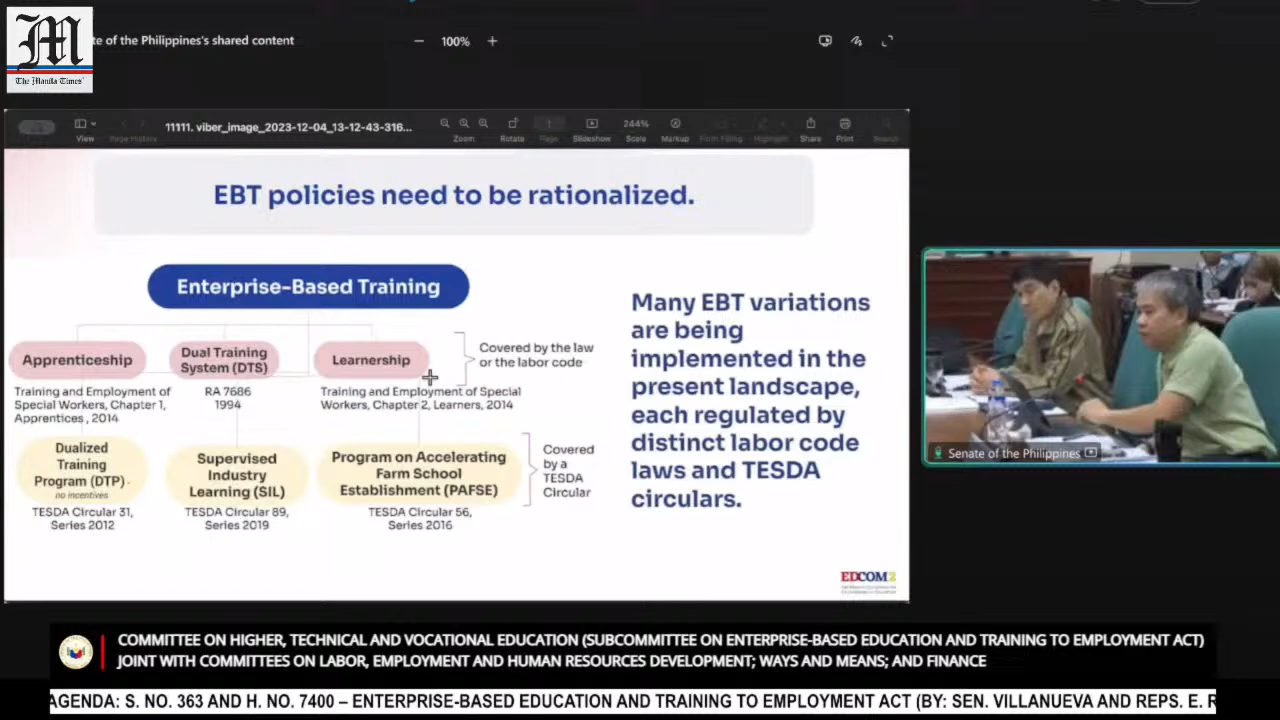 M
The Manila Times
te of the Philippines's shared content
100%
11111. viber_image_2023-12-04_13-12-43-316...
244%
View
Zoom
Rotate
Slideshow
Scale
Markup
Share
Print
EBT policies need to be rationalized.
Enterprise-Based Training
Apprenticeship
Dual Training
System (DTS)
Learnership
Covered by the law
or the labor code
Training and Employment of
Special Workers, Chapter 1,
Apprentices , 2014
RA 7686
1994
Training and Employment of Special
Workers, Chapter 2, Learners, 2014
Dualized
Training
Program (DTP)
no incentives
Supervised
Industry
Learning (SIL)
Program on Accelerating
Farm School
Establishment (PAFSE)
Covered
by a
TESDA
Circular
TESDA Circular 31,
Series 2012
TESDA Circular 89,
Series 2019
TESDA Circular 56,
Series 2016
Many EBT variations
are being
implemented in the
present landscape,
each regulated by
distinct labor code
laws and TESDA
circulars.
EDCOM2
Senate of the Philippines
COMMITTEE ON HIGHER, TECHNICAL AND VOCATIONAL EDUCATION (SUBCOMMITTEE ON ENTERPRISE-BASED EDUCATION AND TRAINING TO EMPLOYMENT ACT)
JOINT WITH COMMITTEES ON LABOR, EMPLOYMENT AND HUMAN RESOURCES DEVELOPMENT; WAYS AND MEANS; AND FINANCE
AGENDA: S. NO. 363 AND H. NO. 7400 – ENTERPRISE-BASED EDUCATION AND TRAINING TO EMPLOYMENT ACT (BY: SEN. VILLANUEVA AND REPS. E. R